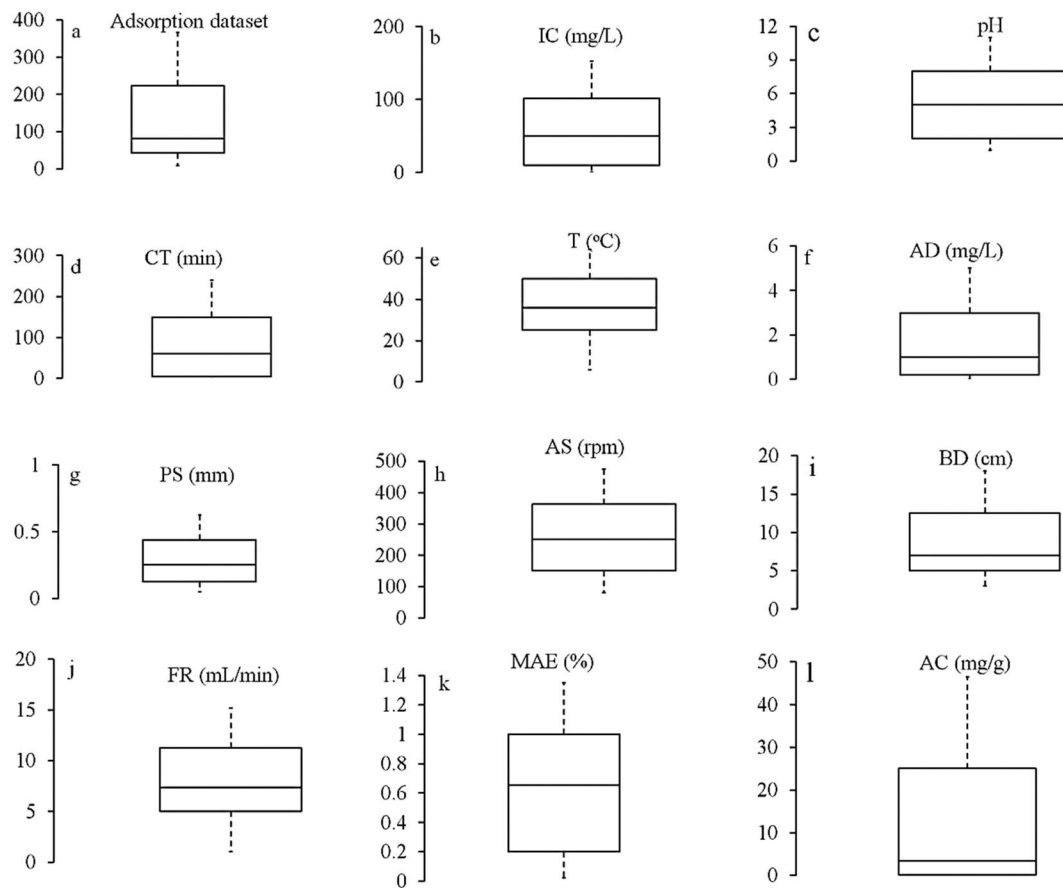 a
Adsorption dataset
400
300
200
100
0
b
IC (mg/L)
200
100
0
c
pH
12
9
6
3
0
d
CT (min)
300
200
100
0
e
T (ºC)
60
40
20
0
f
AD (mg/L)
6
4
2
0
g
PS (mm)
1
0.5
0
h
AS (rpm)
500
400
300
200
100
0
i
BD (cm)
20
15
10
5
0
j
FR (mL/min)
20
15
10
5
0
k
MAE (%)
1.4
1.2
1
0.8
0.6
0.4
0.2
0
l
AC (mg/g)
50
40
30
20
10
0